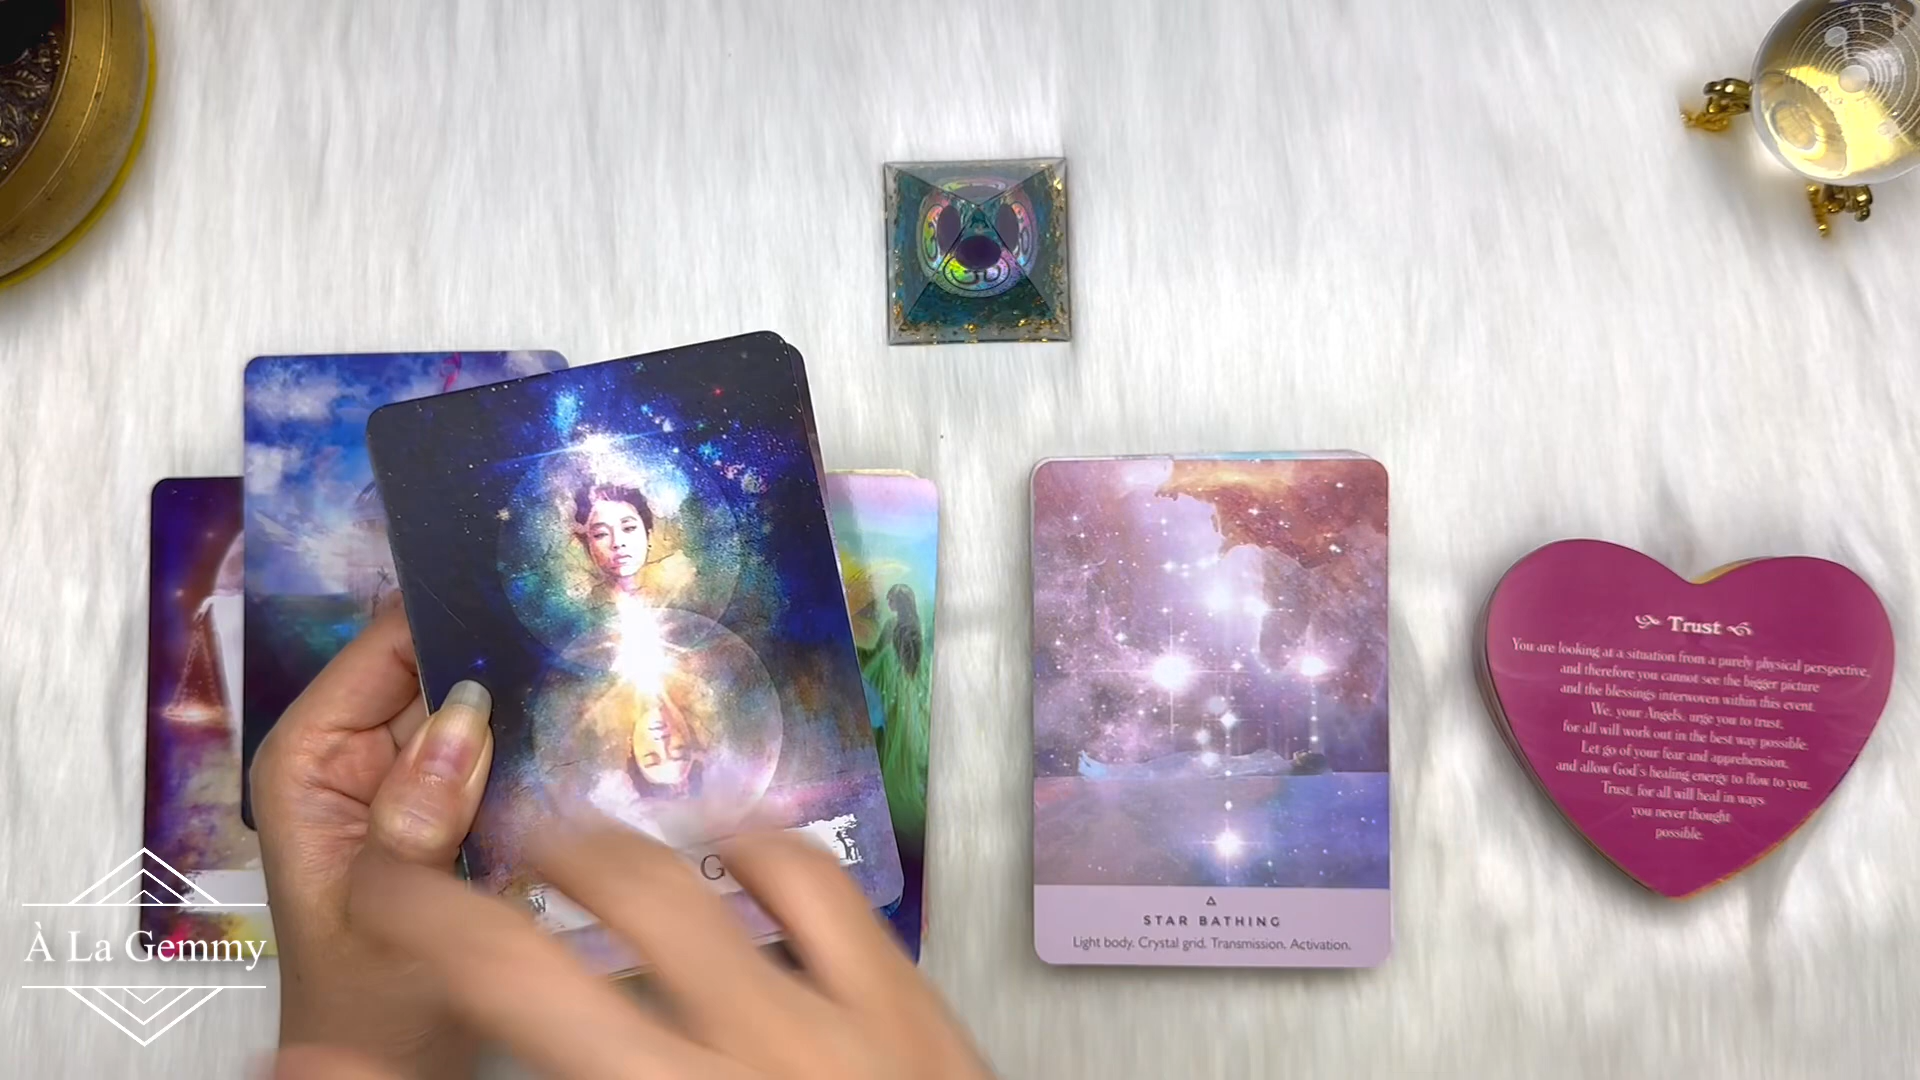 G
Trust
You are looking at a situation from a purely physical perspective,
and therefore you cannot see the bigger picture
and the blessings interwoven within this event.
We, your Angels, urge you to trust,
for all will work out in the best way possible.
Let go of your fear and apprehension,
and allow God's healing energy to flow to you.
Trust, for all will heal in ways
you never thought
possible.
STAR BATHING
Light body. Crystal grid. Transmission. Activation.
À La Gemmy